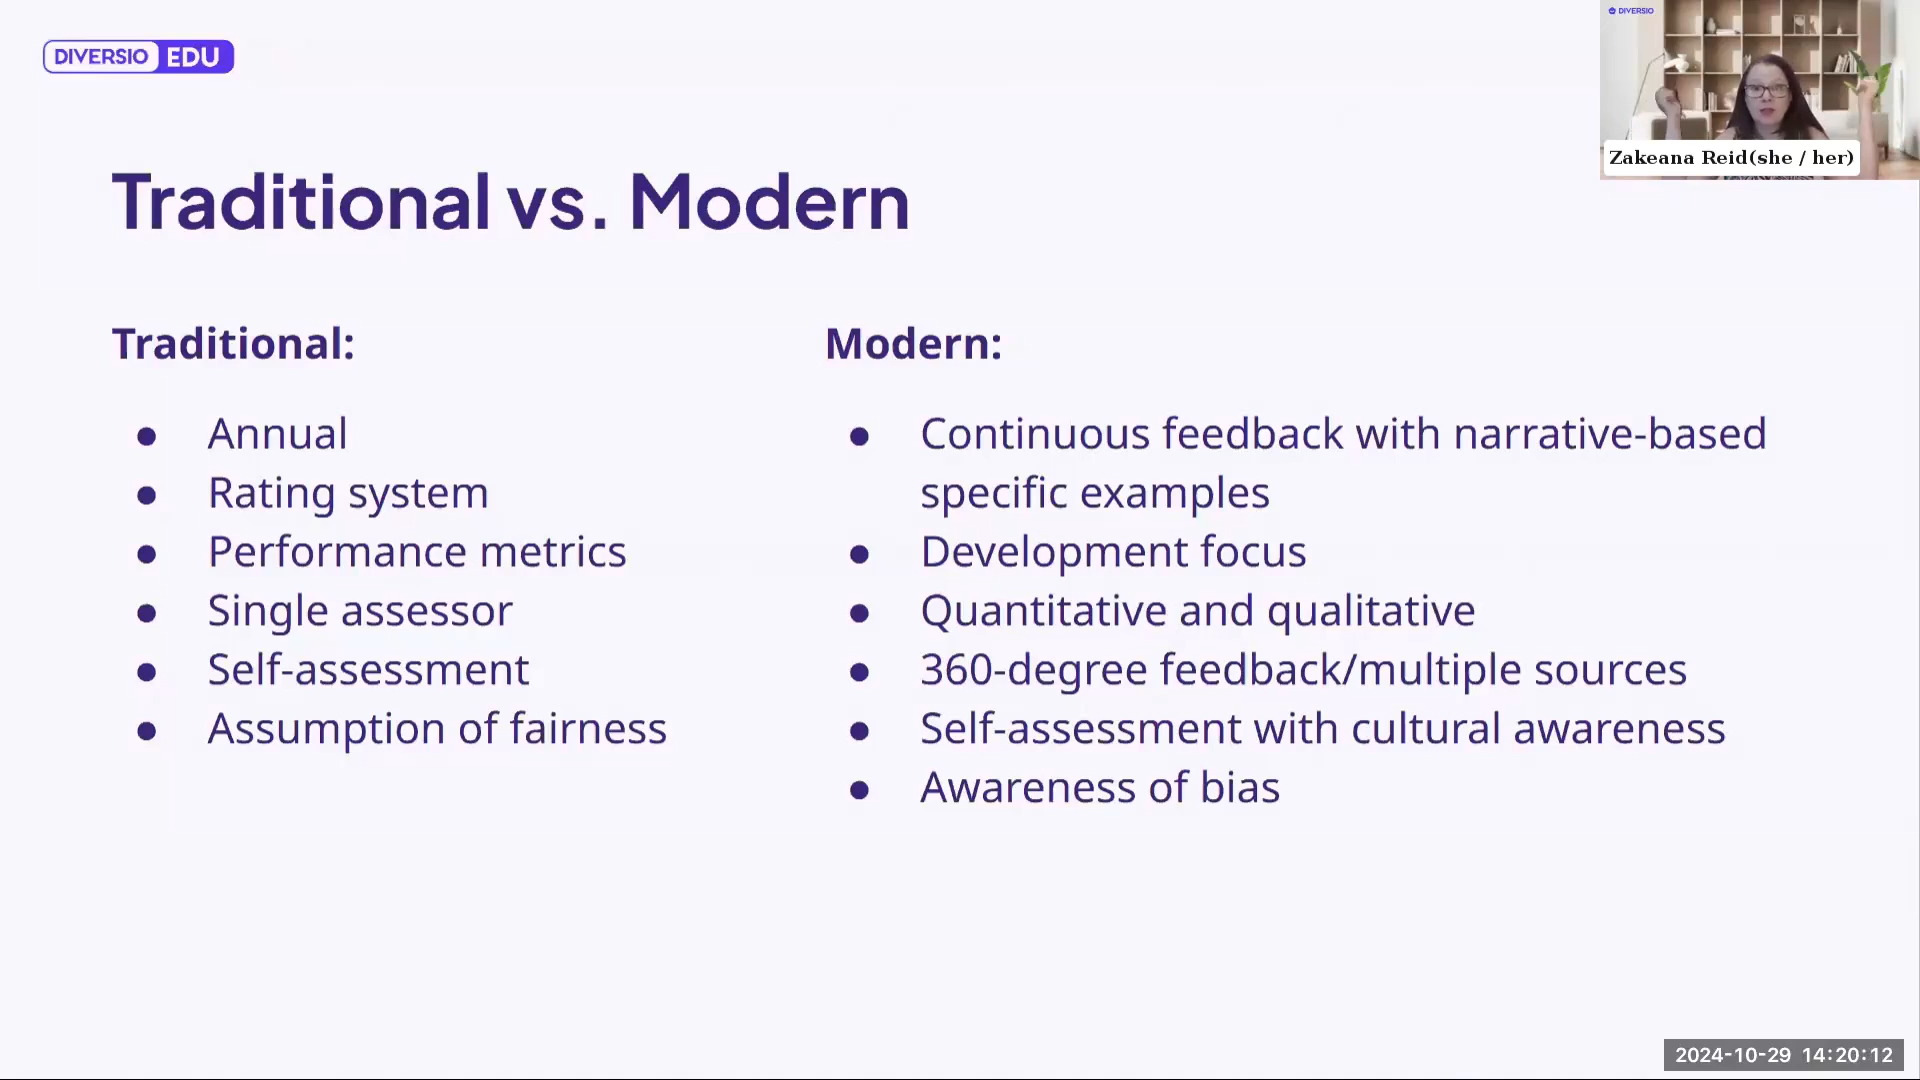 DIVERSIO EDU
DIVERSIO
Zakeana Reid(she / her)
Traditional vs. Modern
Traditional:
● Annual
● Rating system
● Performance metrics
● Single assessor
● Self-assessment
● Assumption of fairness
Modern:
● Continuous feedback with narrative-based
specific examples
● Development focus
● Quantitative and qualitative
● 360-degree feedback/multiple sources
● Self-assessment with cultural awareness
● Awareness of bias
2024-10-29 14:20:12